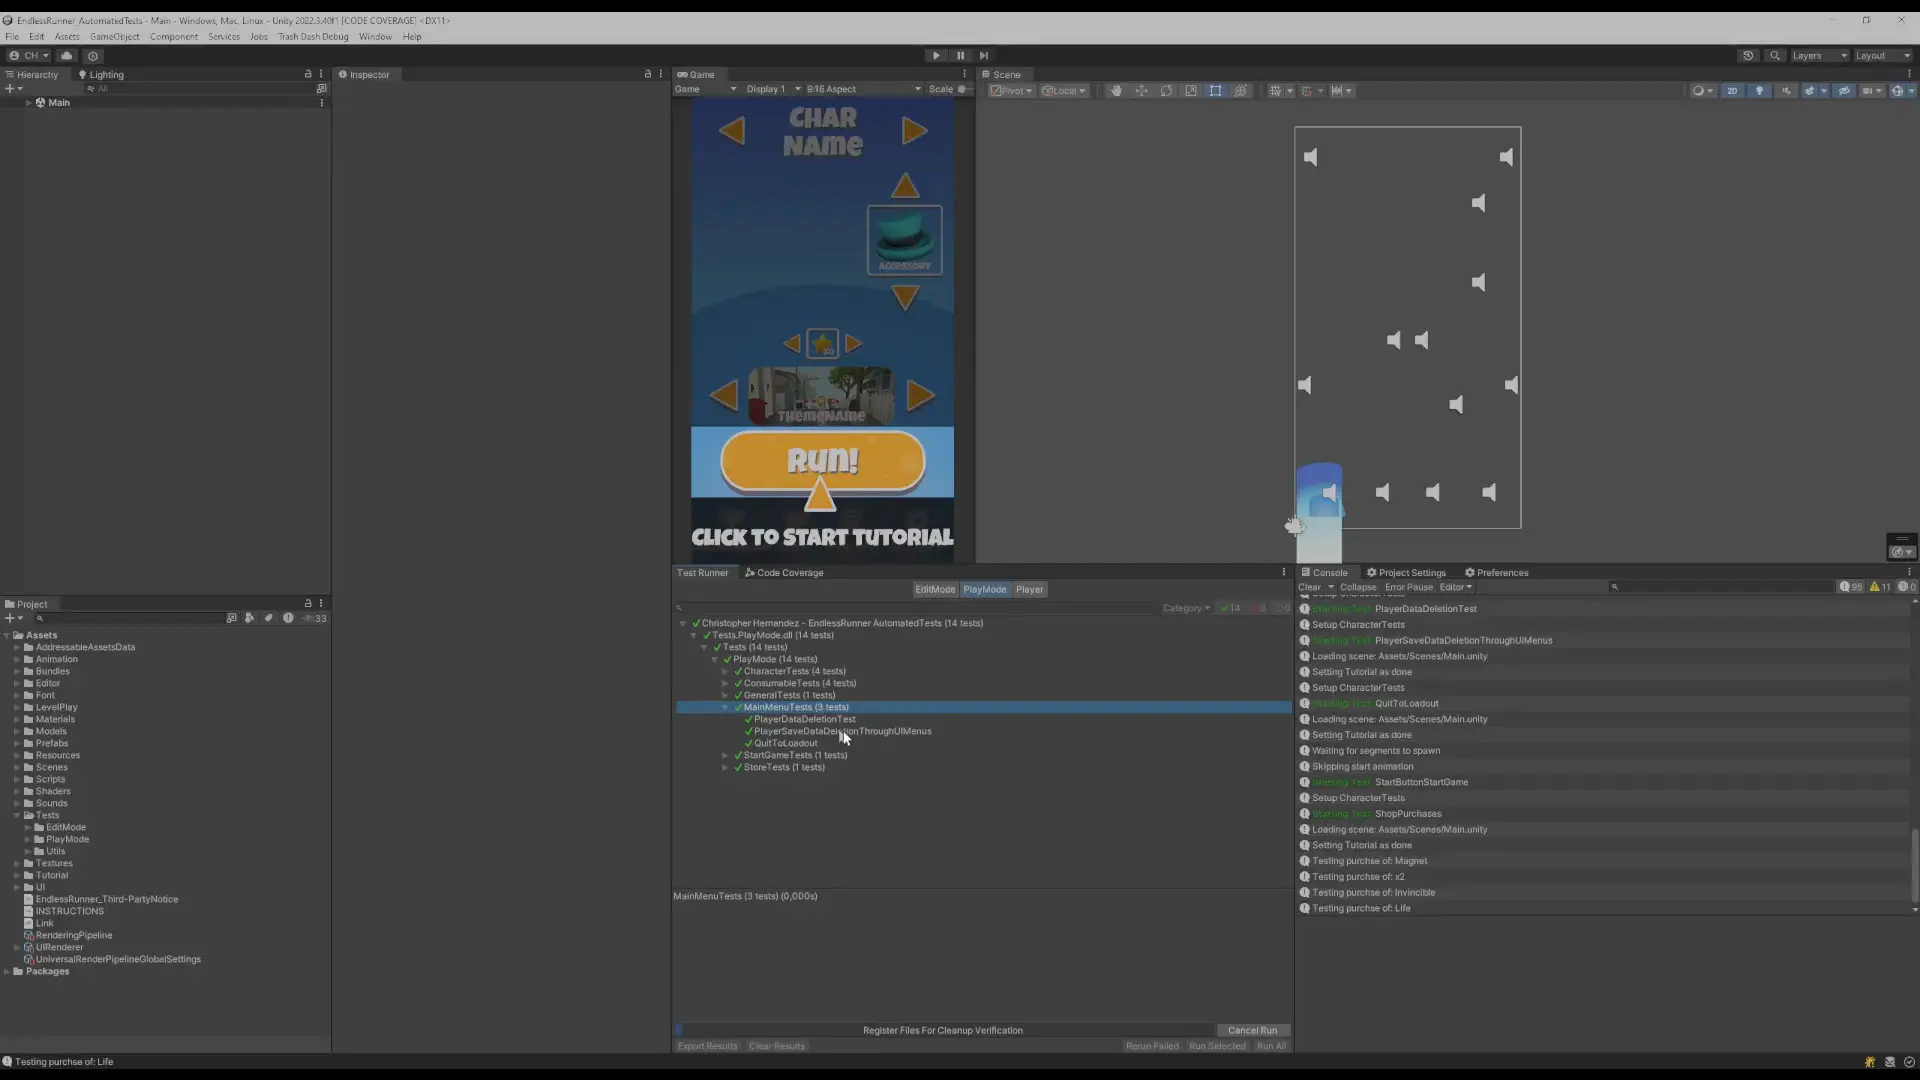 EndlessRunner_AutomatedTests - Main - Windows, Mac, Linux - Unity 2022.3.40f1 [CODE COVERAGE] <DX11>
File Edit Assets GameObject Component Services Jobs Trash Dash Debug Window Help
CH
Layers Layout
Hierarchy Lighting
All
Main
Inspector
Game
Game Display 1 9:16 Aspect Scale
CHAR
NAME
ACCESSORY
x0
THEMENAME
RUN!
CLICK TO START TUTORIAL
Scene
Pivot Local 2D
Project
33
Assets
AddressableAssetsData
Animation
Bundles
Editor
Font
LevelPlay
Materials
Models
Prefabs
Resources
Scenes
Scripts
Shaders
Sounds
Tests
EditMode
PlayMode
Utils
Textures
Tutorial
UI
EndlessRunner_Third-PartyNotice
INSTRUCTIONS
Link
RenderingPipeline
UIRenderer
UniversalRenderPipelineGlobalSettings
Packages
Test Runner Code Coverage
EditMode PlayMode Player
Category 14 0 0
Christopher Hernandez - EndlessRunner AutomatedTests (14 tests)
Tests.PlayMode.dll (14 tests)
Tests (14 tests)
PlayMode (14 tests)
CharacterTests (4 tests)
ConsumableTests (4 tests)
GeneralTests (1 tests)
MainMenuTests (3 tests)
PlayerDataDeletionTest
PlayerSaveDataDeletionThroughUIMenus
QuitToLoadout
StartGameTests (1 tests)
StoreTests (1 tests)
MainMenuTests (3 tests) (0,000s)
Register Files For Cleanup Verification Cancel Run
Export Results Clear Results Rerun Failed Run Selected Run All
Console Project Settings Preferences
Clear Collapse Error Pause Editor 95 11 0
Setup CharacterTests
Starting Test: PlayerDataDeletionTest
Setup CharacterTests
Starting Test: PlayerSaveDataDeletionThroughUIMenus
Loading scene: Assets/Scenes/Main.unity
Setting Tutorial as done
Setup CharacterTests
Starting Test: QuitToLoadout
Loading scene: Assets/Scenes/Main.unity
Setting Tutorial as done
Waiting for segments to spawn
Skipping start animation
Starting Test: StartButtonStartGame
Setup CharacterTests
Starting Test: ShopPurchases
Loading scene: Assets/Scenes/Main.unity
Setting Tutorial as done
Testing purchse of: Magnet
Testing purchse of: x2
Testing purchse of: Invincible
Testing purchse of: Life
Testing purchse of: Life